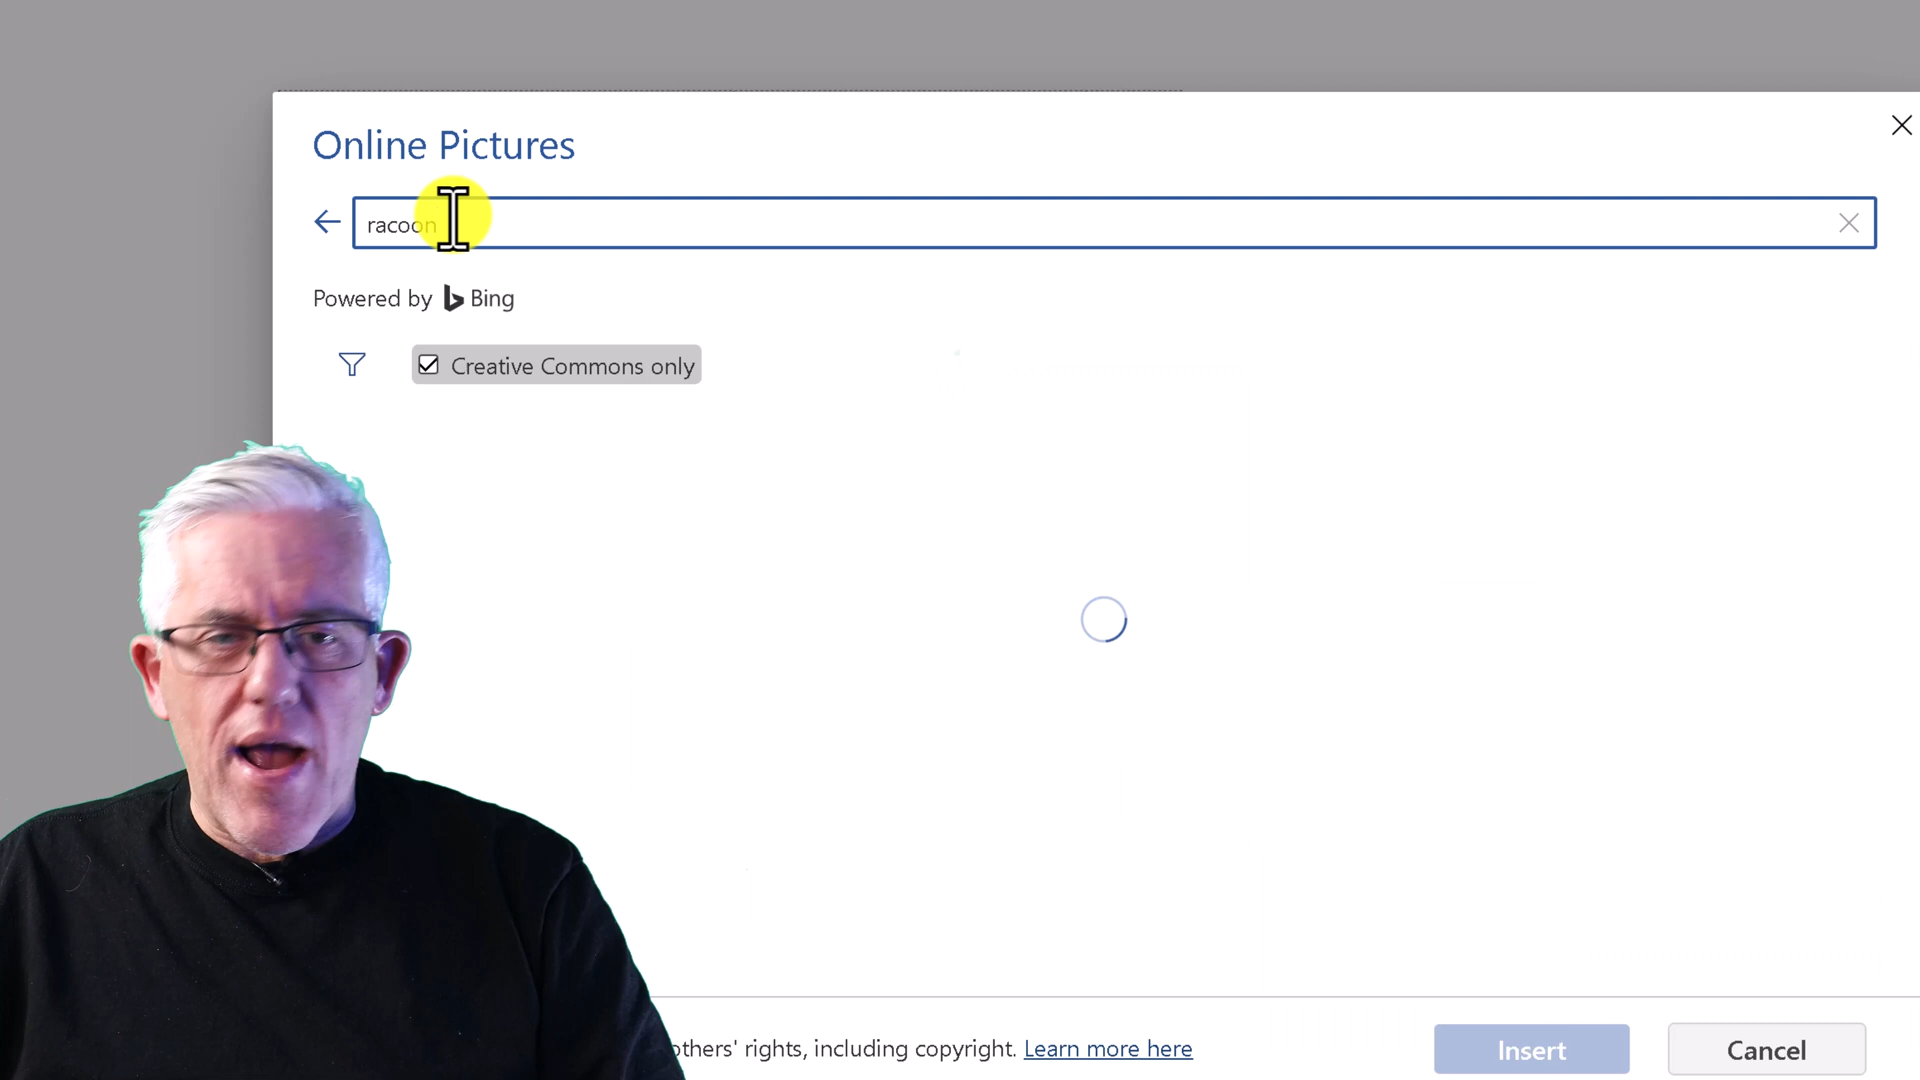 Online Pictures
racoon
Powered by Bing
Creative Commons only
others' rights, including copyright. Learn more here
Insert
Cancel